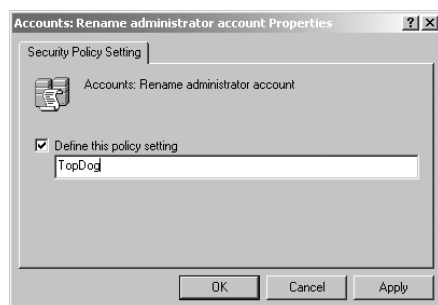 Accounts: Rename administrator account Properties
Security Policy Setting
Accounts: Rename administrator account
Define this policy setting
TopDog
OK Cancel Apply